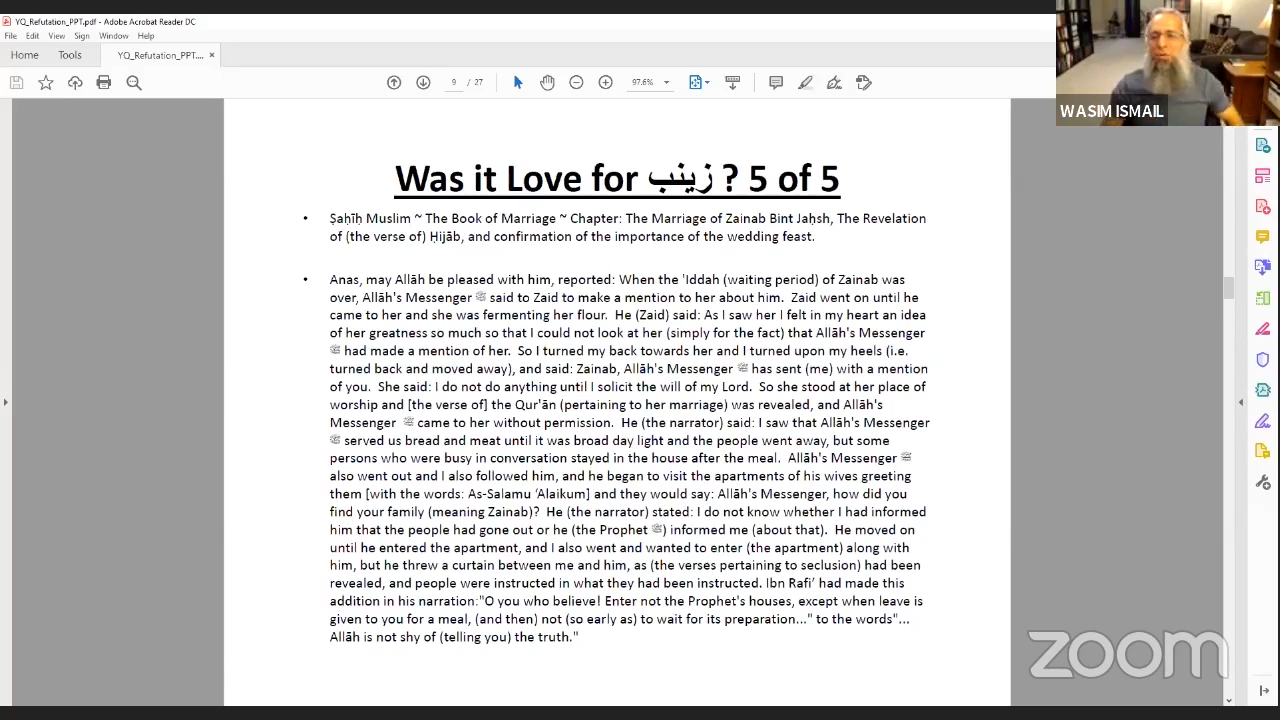 YQ_Refutation_PPT.pdf - Adobe Acrobat Reader DC
File Edit View Sign Window Help
Home Tools YQ_Refutation_PPT.... ×
9 / 27 97.6%
WASIM ISMAIL
Was it Love for زينب ? 5 of 5
• Ṣaḥīḥ Muslim ~ The Book of Marriage ~ Chapter: The Marriage of Zainab Bint Jaḥsh, The Revelation
of (the verse of) Ḥijāb, and confirmation of the importance of the wedding feast.
• Anas, may Allāh be pleased with him, reported: When the 'Iddah (waiting period) of Zainab was
over, Allāh's Messenger ﷺ said to Zaid to make a mention to her about him. Zaid went on until he
came to her and she was fermenting her flour. He (Zaid) said: As I saw her I felt in my heart an idea
of her greatness so much so that I could not look at her (simply for the fact) that Allāh's Messenger
ﷺ had made a mention of her. So I turned my back towards her and I turned upon my heels (i.e.
turned back and moved away), and said: Zainab, Allāh's Messenger ﷺ has sent (me) with a mention
of you. She said: I do not do anything until I solicit the will of my Lord. So she stood at her place of
worship and [the verse of] the Qur'ān (pertaining to her marriage) was revealed, and Allāh's
Messenger ﷺ came to her without permission. He (the narrator) said: I saw that Allāh's Messenger
ﷺ served us bread and meat until it was broad day light and the people went away, but some
persons who were busy in conversation stayed in the house after the meal. Allāh's Messenger ﷺ
also went out and I also followed him, and he began to visit the apartments of his wives greeting
them [with the words: As-Salamu ‘Alaikum] and they would say: Allāh's Messenger, how did you
find your family (meaning Zainab)? He (the narrator) stated: I do not know whether I had informed
him that the people had gone out or he (the Prophet ﷺ) informed me (about that). He moved on
until he entered the apartment, and I also went and wanted to enter (the apartment) along with
him, but he threw a curtain between me and him, as (the verses pertaining to seclusion) had been
revealed, and people were instructed in what they had been instructed. Ibn Rafi’ had made this
addition in his narration:"O you who believe! Enter not the Prophet's houses, except when leave is
given to you for a meal, (and then) not (so early as) to wait for its preparation..." to the words"...
Allāh is not shy of (telling you) the truth."
zoom